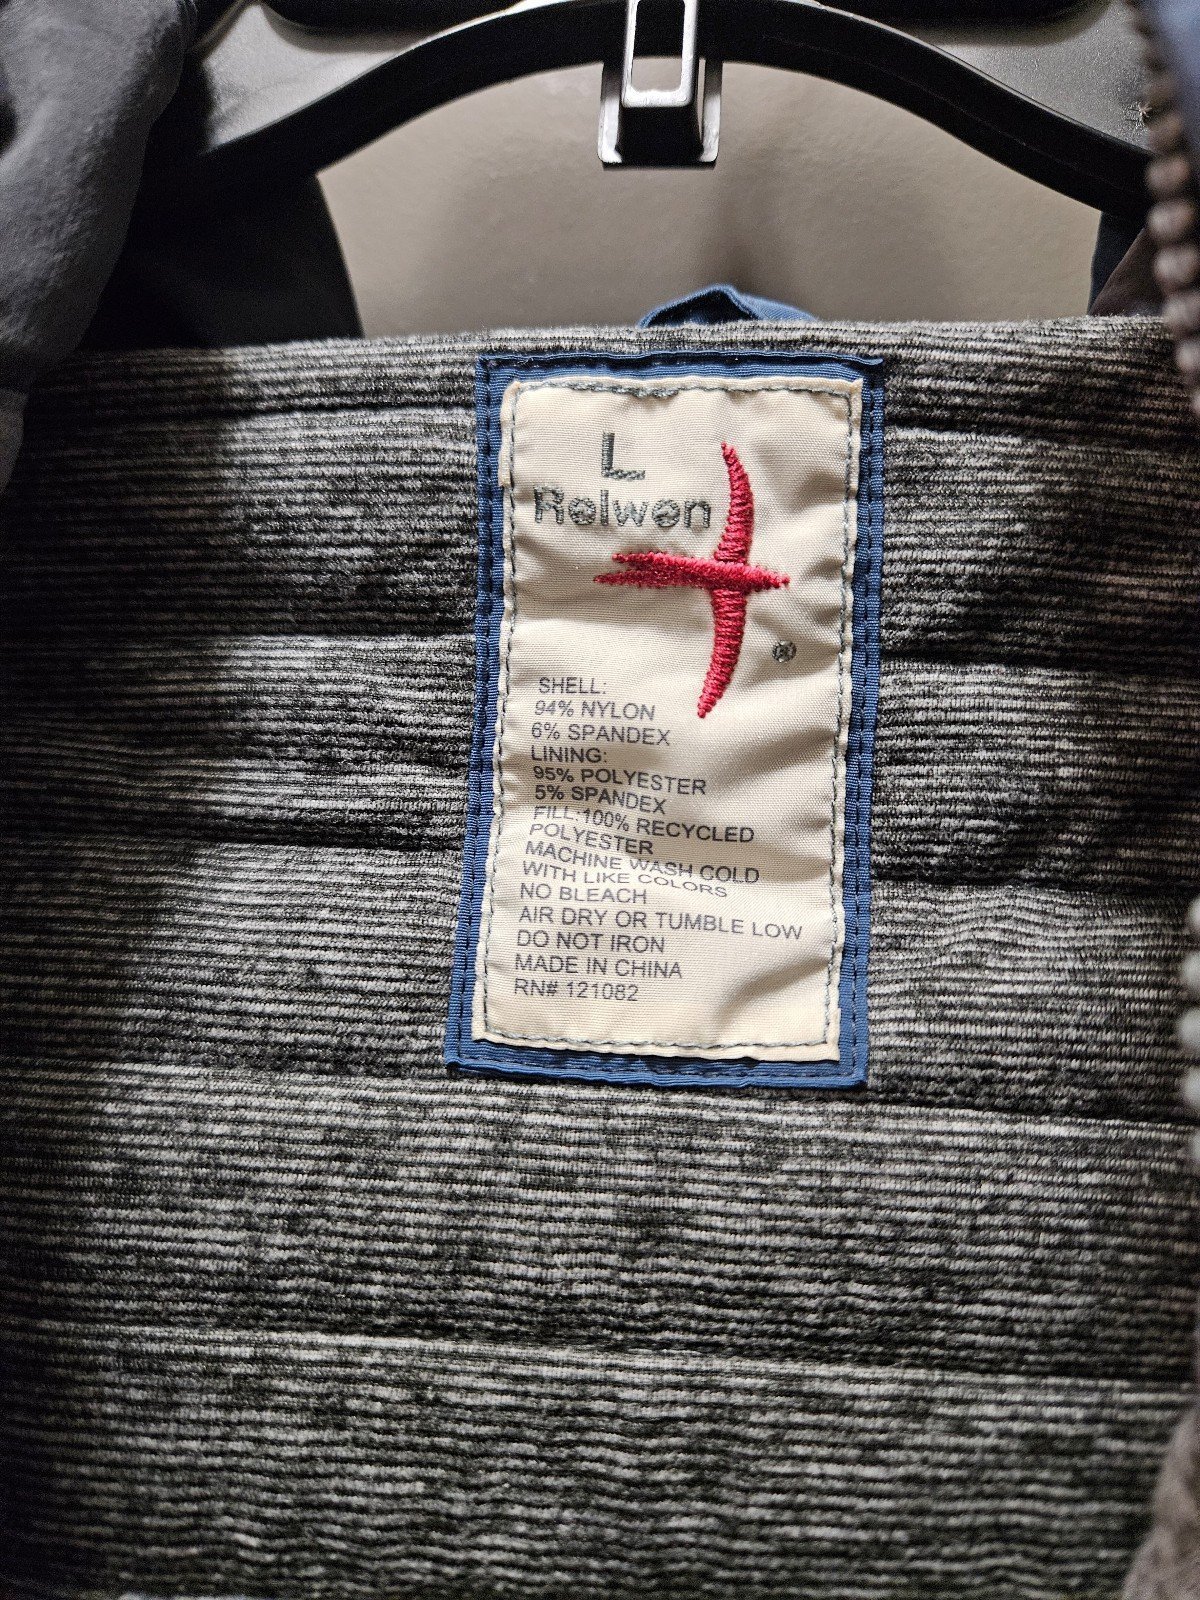 L
Relwen
®
SHELL:
94% NYLON
6% SPANDEX
LINING:
95% POLYESTER
5% SPANDEX
FILL:100% RECYCLED
POLYESTER
MACHINE WASH COLD
WITH LIKE COLORS
NO BLEACH
AIR DRY OR TUMBLE LOW
DO NOT IRON
MADE IN CHINA
RN# 121082